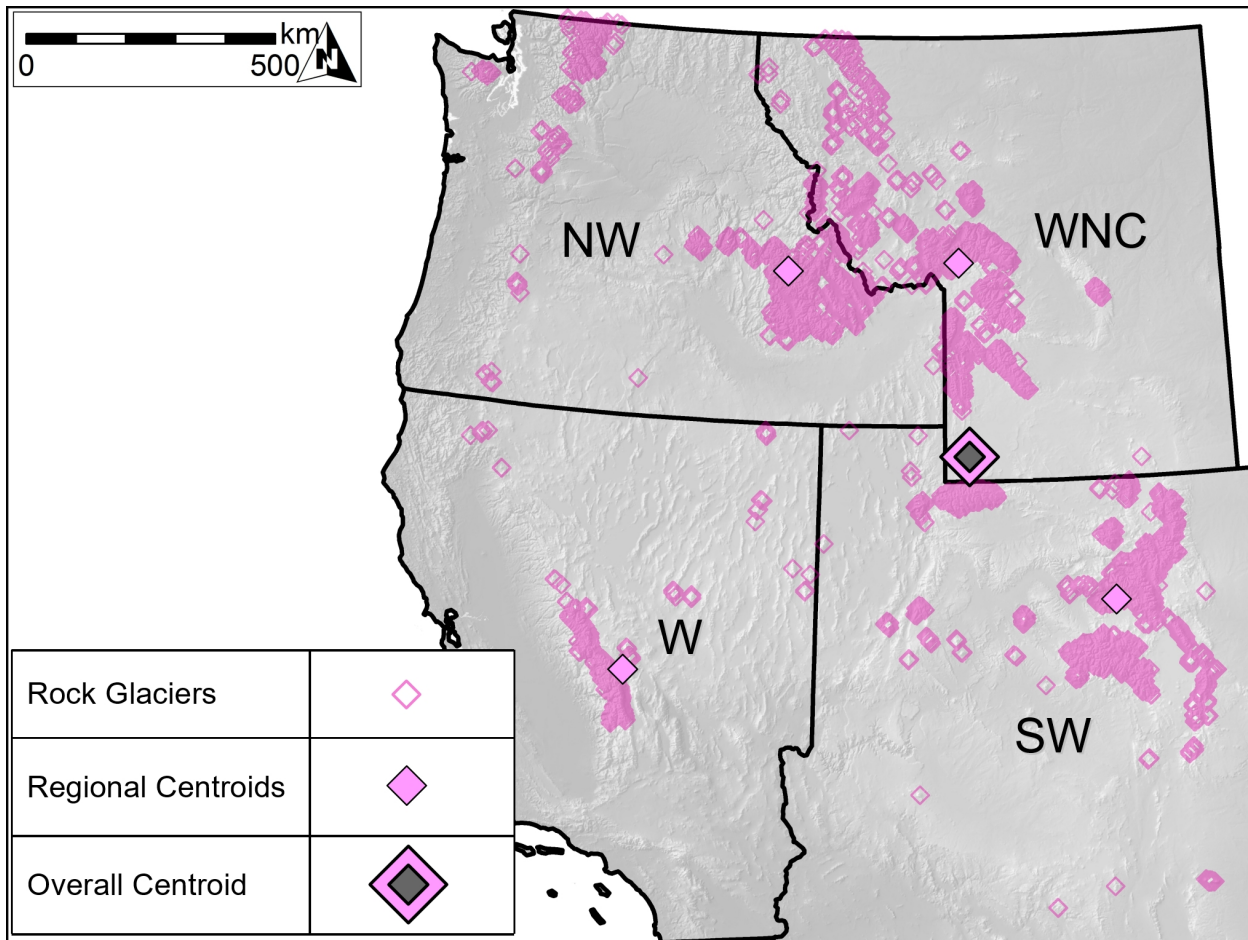 km
0 500 N
NW
WNC
W
SW
Rock Glaciers
Regional Centroids
Overall Centroid